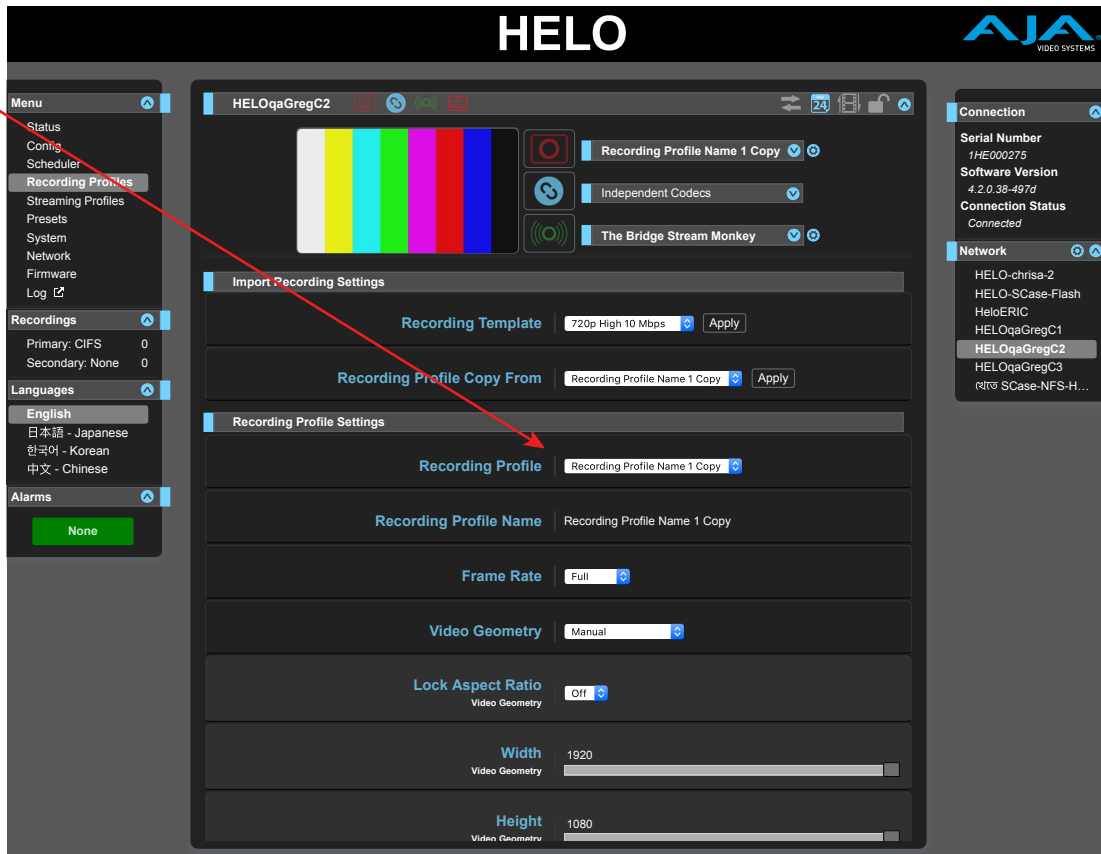 HELO
AJA
VIDEO SYSTEMS
Menu
Status
Config
Scheduler
Recording Profiles
Streaming Profiles
Presets
System
Network
Firmware
Log
Recordings
Primary: CIFS 0
Secondary: None 0
Languages
English
日本語 - Japanese
한국어 - Korean
中文 - Chinese
Alarms
None
HELOqaGregC2
24
Recording Profile Name 1 Copy
Independent Codecs
The Bridge Stream Monkey
Import Recording Settings
Recording Template 720p High 10 Mbps Apply
Recording Profile Copy From Recording Profile Name 1 Copy Apply
Recording Profile Settings
Recording Profile Recording Profile Name 1 Copy
Recording Profile Name Recording Profile Name 1 Copy
Frame Rate Full
Video Geometry Manual
Lock Aspect Ratio Off
Video Geometry
Width 1920
Video Geometry
Height 1080
Video Geometry
Connection
Serial Number
1HE000275
Software Version
4.2.0.38-497d
Connection Status
Connected
Network
HELO-chrisa-2
HELO-SCase-Flash
HeloERIC
HELOqaGregC1
HELOqaGregC2
HELOqaGregC3
SCase-NFS-H...